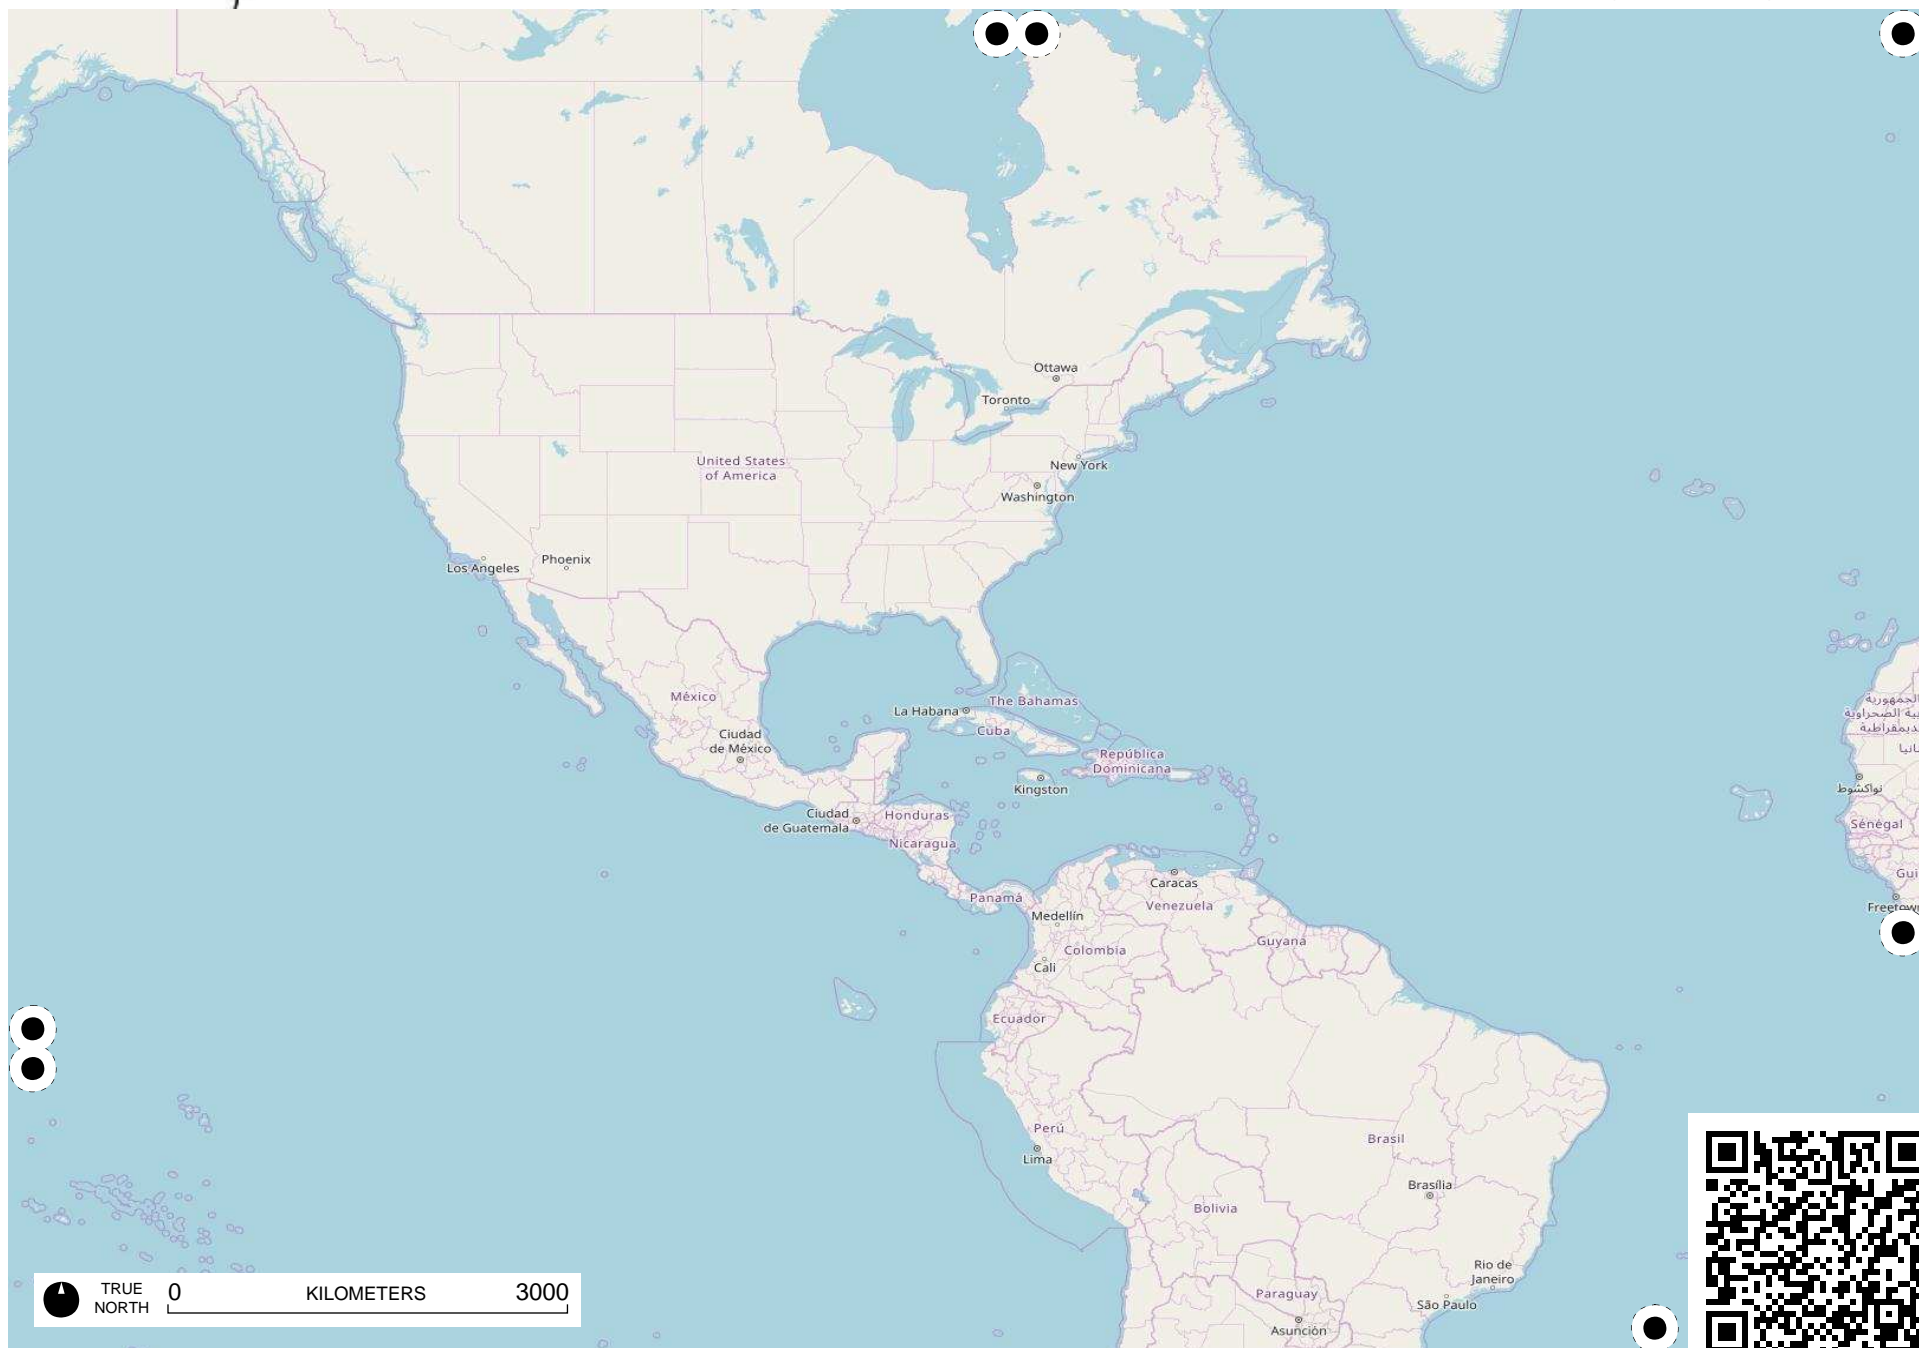 Ottawa
Toronto
United States
of America
New York
Washington
Los Angeles
Phoenix
México
La Habana
The Bahamas
Cuba
Ciudad
de México
República
Dominicana
Kingston
نواكشوط
Ciudad
de Guatemala
Honduras
Nicaragua
Sénégal
Caracas
Venezuela
Panamá
Medellín
Colombia
Guyana
Cali
Ecuador
Perú
Lima
Brasil
Brasília
Bolivia
Rio de
Janeiro
São Paulo
Paraguay
Asunción
TRUE
NORTH
0 KILOMETERS 3000